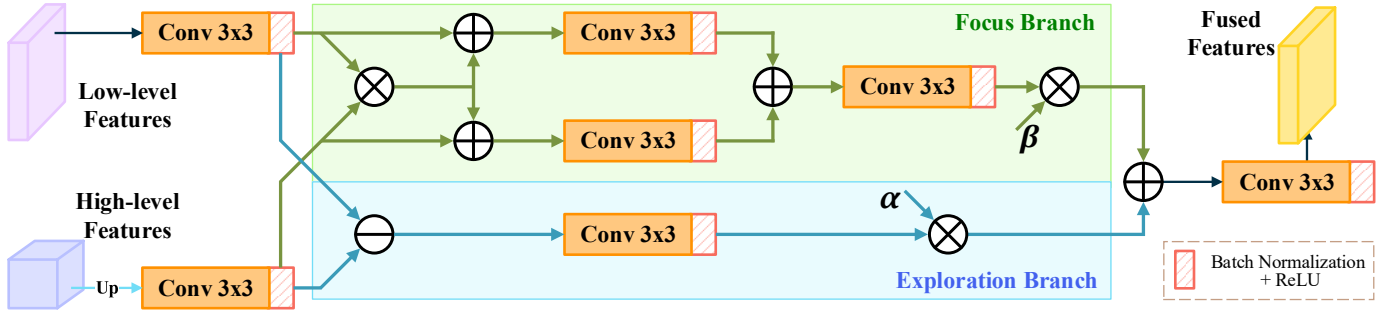 Conv 3x3
Low-level
Features
High-level
Features
Up
Conv 3x3
Focus Branch
Conv 3x3
Conv 3x3
Conv 3x3
β
α
Conv 3x3
Exploration Branch
Fused
Features
Conv 3x3
Batch Normalization
+ ReLU